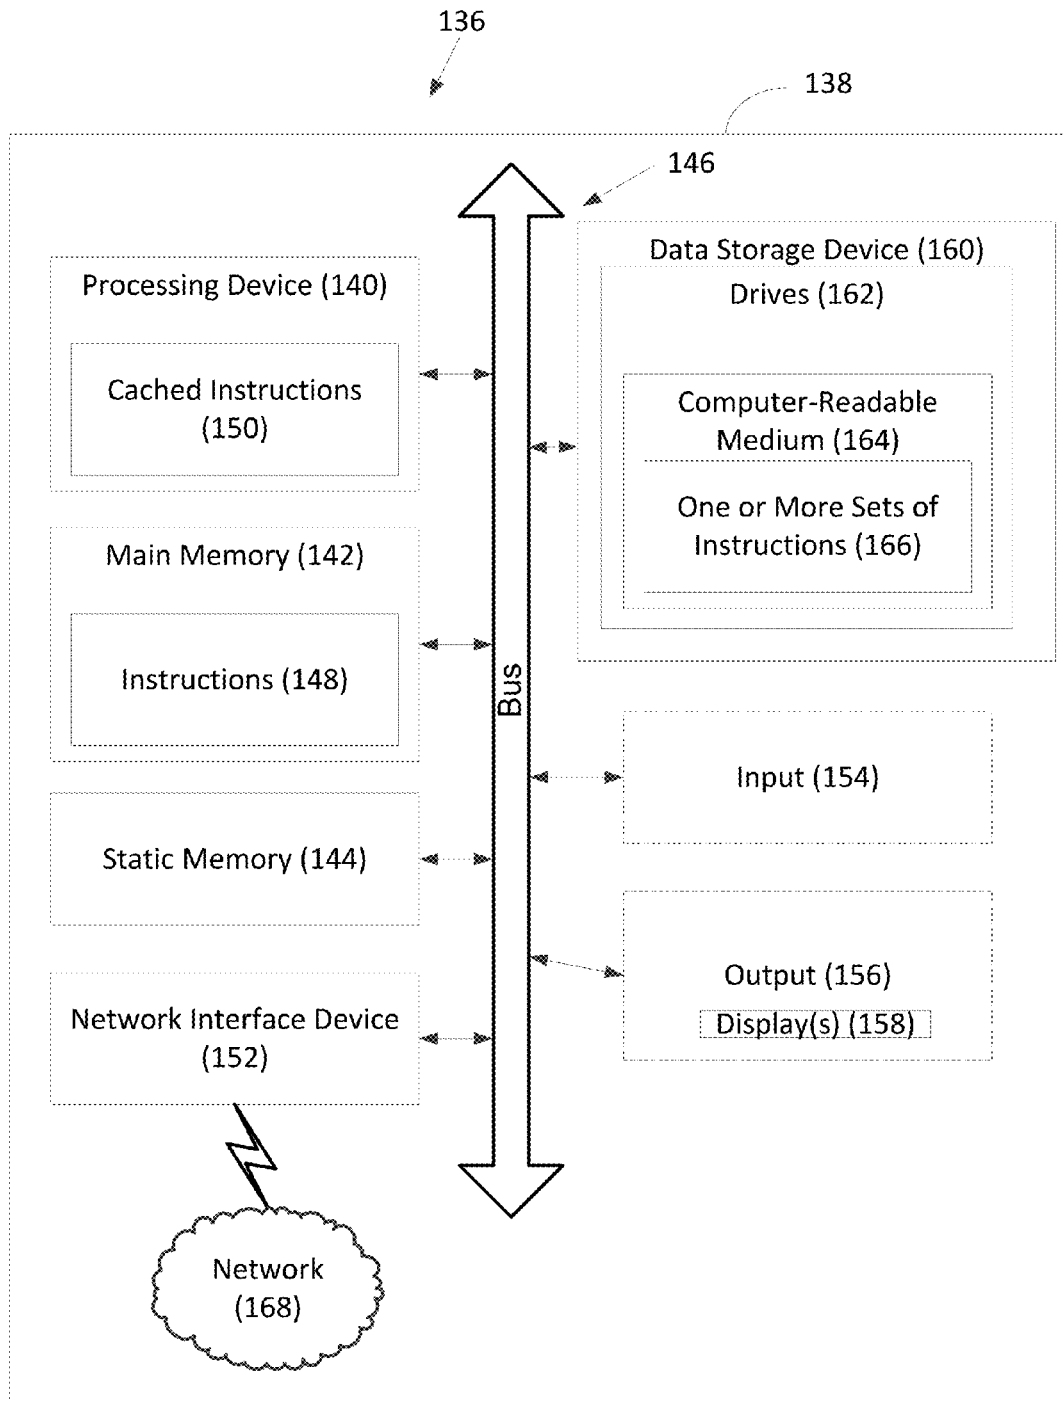 136
138
146
Processing Device (140)
Cached Instructions
(150)
Main Memory (142)
Instructions (148)
Static Memory (144)
Network Interface Device
(152)
Network
(168)
Bus
Data Storage Device (160)
Drives (162)
Computer-Readable
Medium (164)
One or More Sets of
Instructions (166)
Input (154)
Output (156)
Display(s) (158)